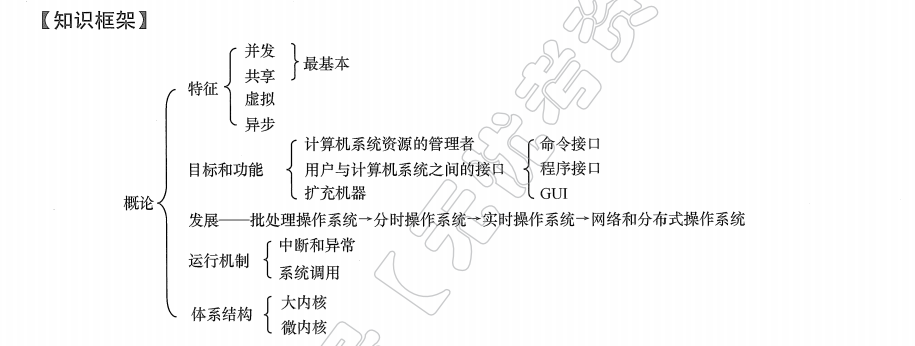 【知识框架】
并发
共享
最基本
特征
虚拟
异步
计算机系统资源的管理者
命令接口
目标和功能
用户与计算机系统之间的接口
程序接口
扩充机器
GUI
概论
发展——批处理操作系统→分时操作系统→实时操作系统→网络和分布式操作系统
中断和异常
运行机制
系统调用
大内核
体系结构
微内核
【无忧考资